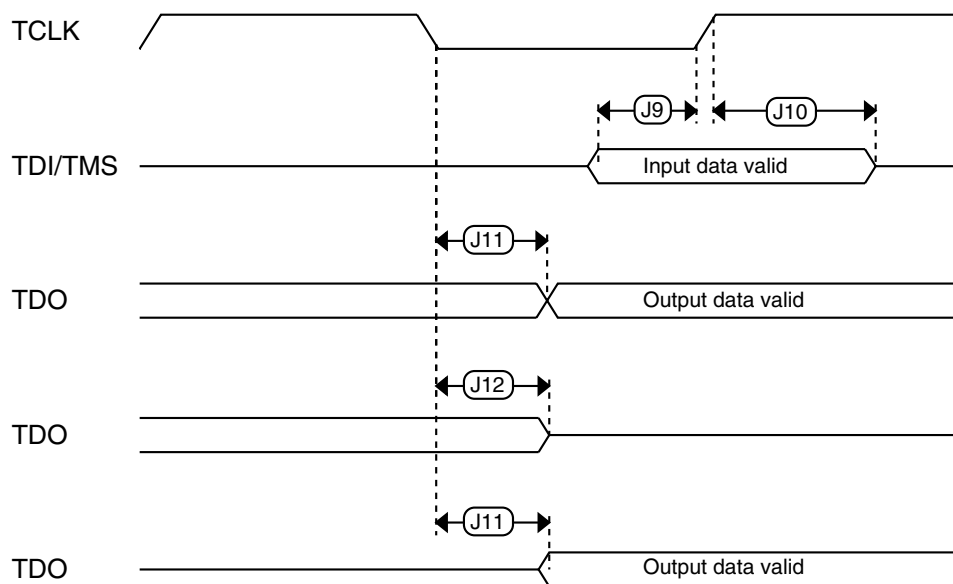 TCLK
J9
J10
TDI/TMS
Input data valid
J11
TDO
Output data valid
J12
TDO
J11
TDO
Output data valid